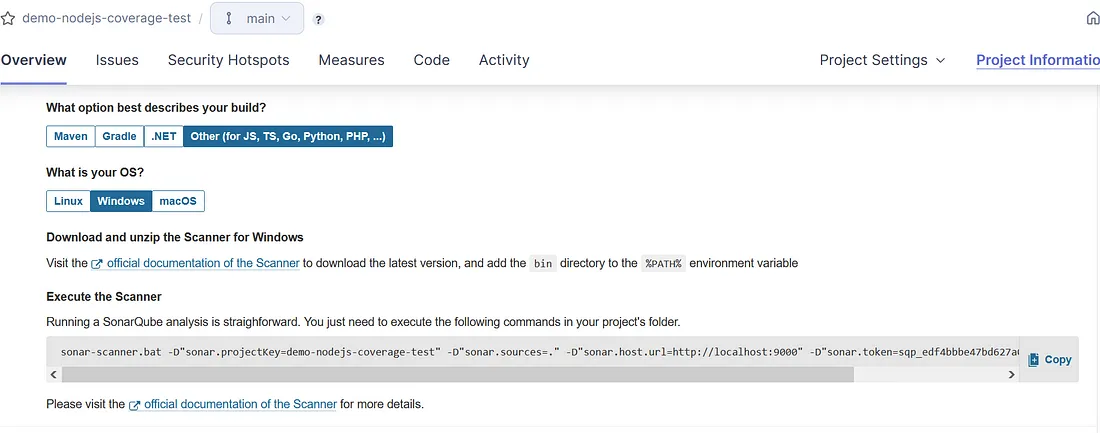 demo-nodejs-coverage-test / main ?
Overview Issues Security Hotspots Measures Code Activity Project Settings Project Informatio
What option best describes your build?
Maven Gradle .NET Other (for JS, TS, Go, Python, PHP, ...)
What is your OS?
Linux Windows macOS
Download and unzip the Scanner for Windows
Visit the official documentation of the Scanner to download the latest version, and add the bin directory to the %PATH% environment variable
Execute the Scanner
Running a SonarQube analysis is straighforward. You just need to execute the following commands in your project's folder.
sonar-scanner.bat -D"sonar.projectKey=demo-nodejs-coverage-test" -D"sonar.sources=." -D"sonar.host.url=http://localhost:9000" -D"sonar.token=sqp_edf4bbbe47bd627a
Copy
Please visit the official documentation of the Scanner for more details.